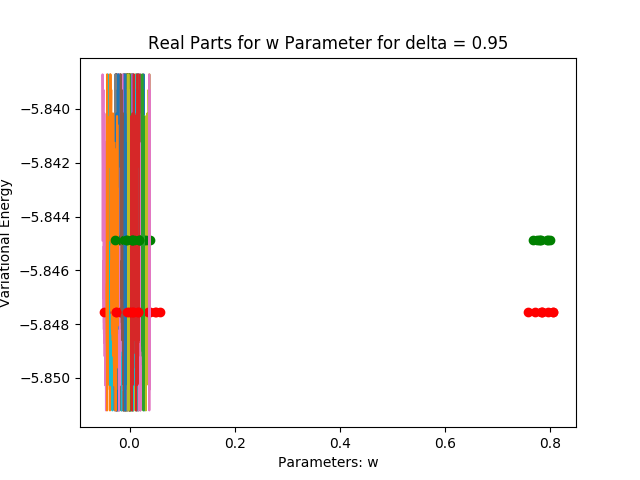 Real Parts for w Parameter for delta = 0.95
Variational Energy
−5.840
−5.842
−5.844
−5.846
−5.848
−5.850
0.0 0.2 0.4 0.6 0.8
Parameters: w